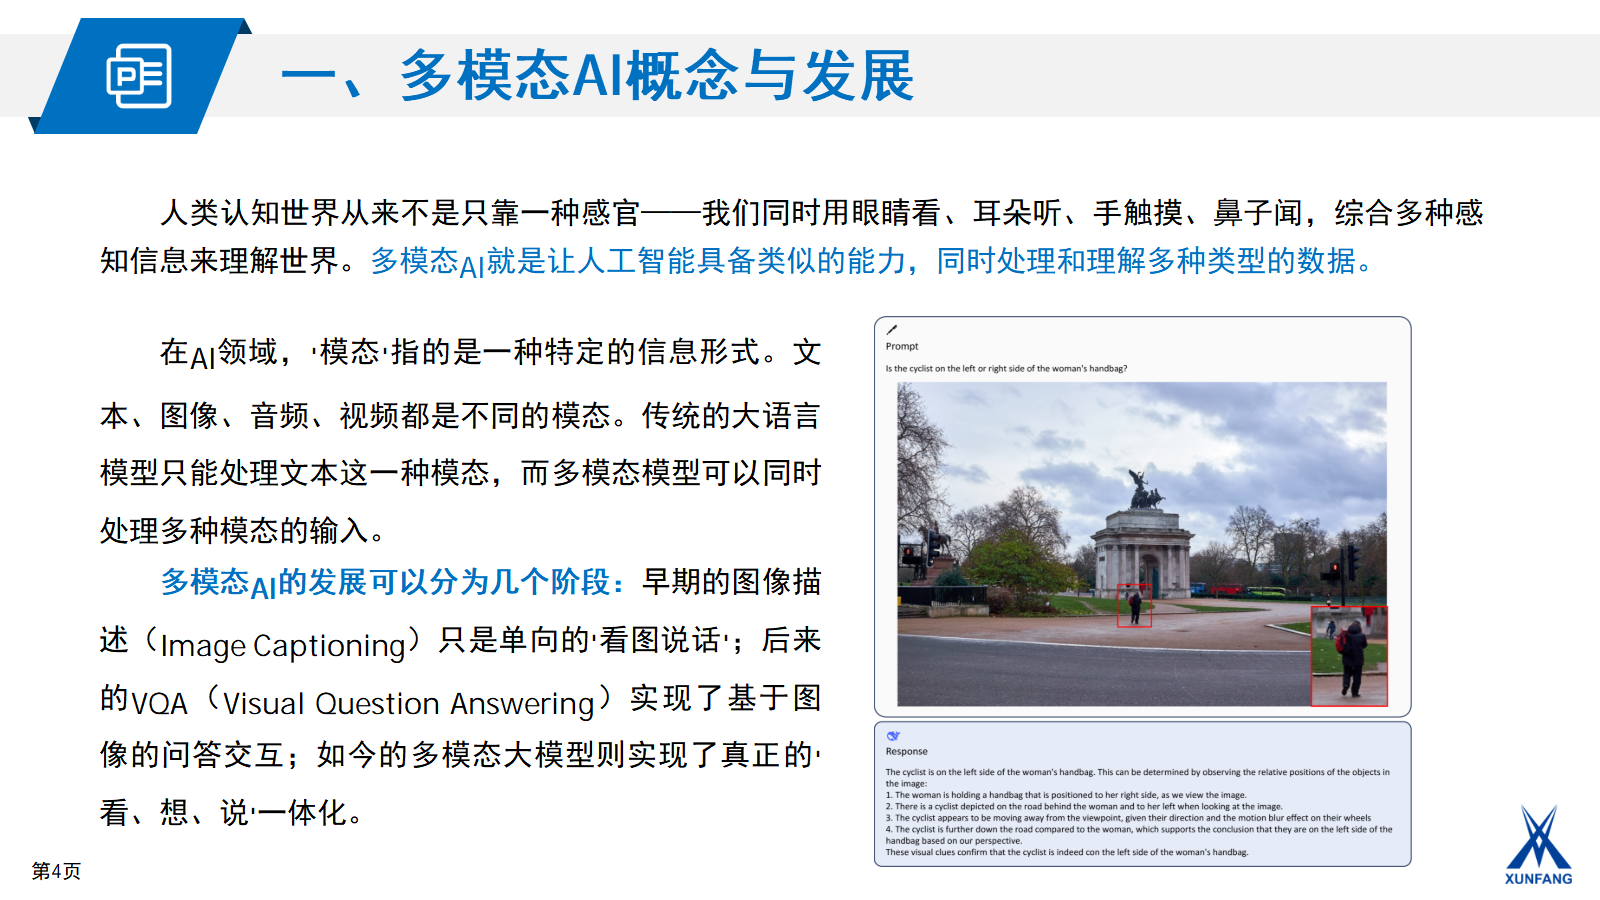 一、多模态AI概念与发展
人类认知世界从来不是只靠一种感官——我们同时用眼睛看、耳朵听、手触摸、鼻子闻，综合多种感
知信息来理解世界。多模态AI就是让人工智能具备类似的能力，同时处理和理解多种类型的数据。
在AI领域，'模态'指的是一种特定的信息形式。文
本、图像、音频、视频都是不同的模态。传统的大语言
模型只能处理文本这一种模态，而多模态模型可以同时
处理多种模态的输入。
多模态AI的发展可以分为几个阶段：早期的图像描
述（Image Captioning）只是单向的'看图说话'；后来
的VQA（Visual Question Answering）实现了基于图
像的问答交互；如今的多模态大模型则实现了真正的'
看、想、说'一体化。
Prompt
Is the cyclist on the left or right side of the woman's handbag?
Response
The cyclist is on the left side of the woman's handbag. This can be determined by observing the relative positions of the objects in
the image:
1. The woman is holding a handbag that is positioned to her right side, as we view the image.
2. There is a cyclist depicted on the road behind the woman and to her left when looking at the image.
3. The cyclist appears to be moving away from the viewpoint, given their direction and the motion blur effect on their wheels
4. The cyclist is further down the road compared to the woman, which supports the conclusion that they are on the left side of the
handbag based on our perspective.
These visual clues confirm that the cyclist is indeed con the left side of the woman's handbag.
第4页
XUNFANG